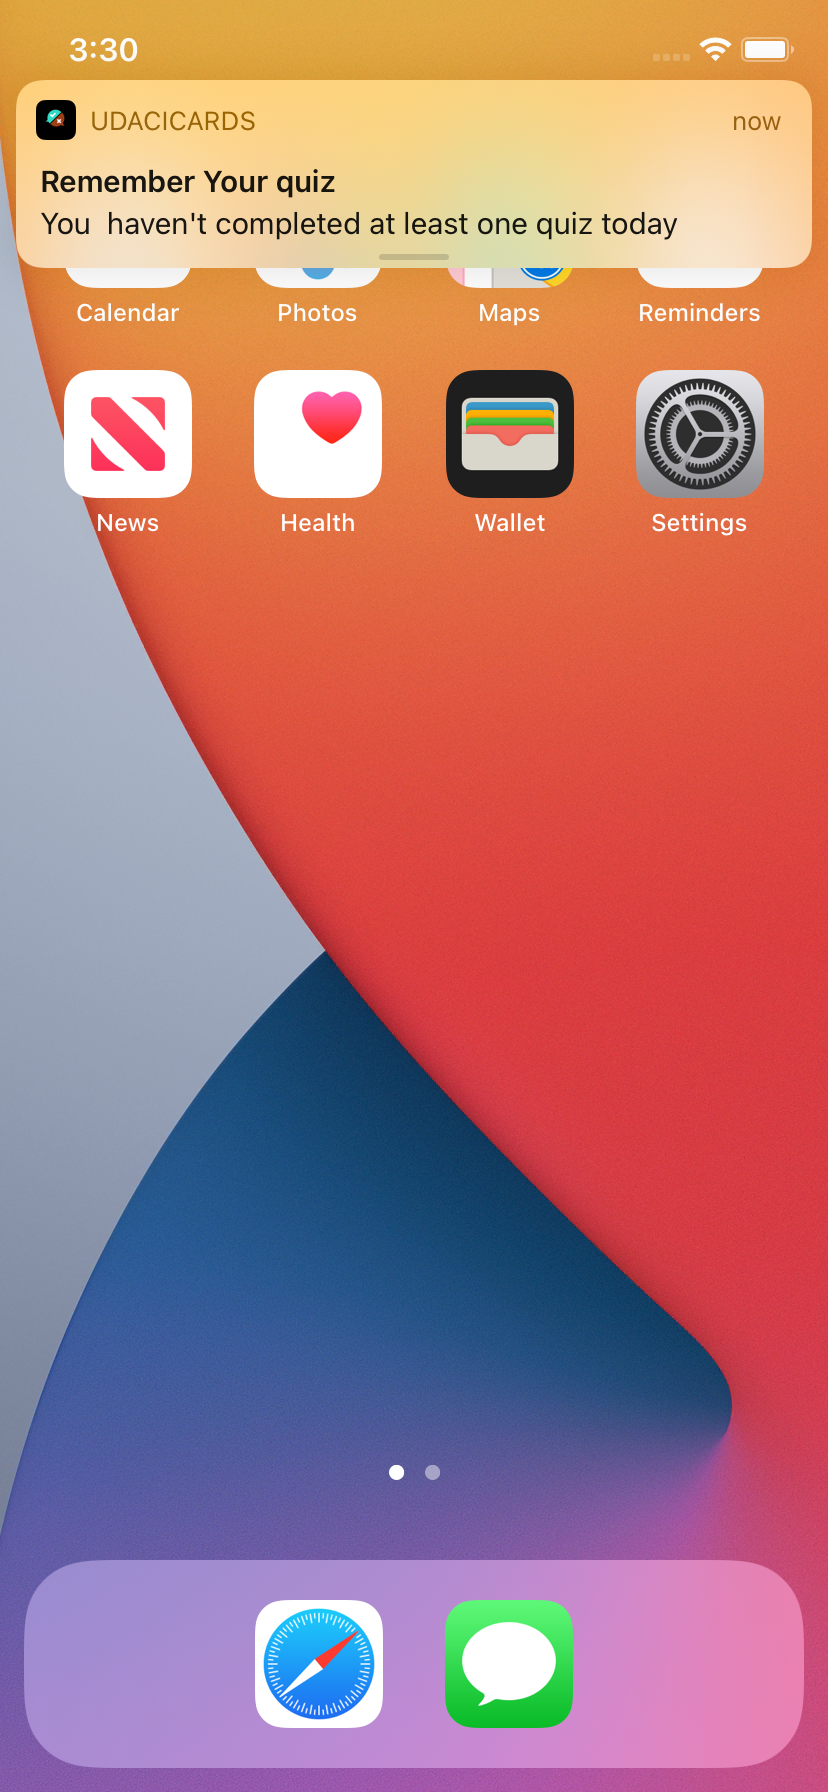 3:30
UDACICARDS now
Remember Your quiz
You  haven't completed at least one quiz today
Calendar Photos Maps Reminders
News Health Wallet Settings